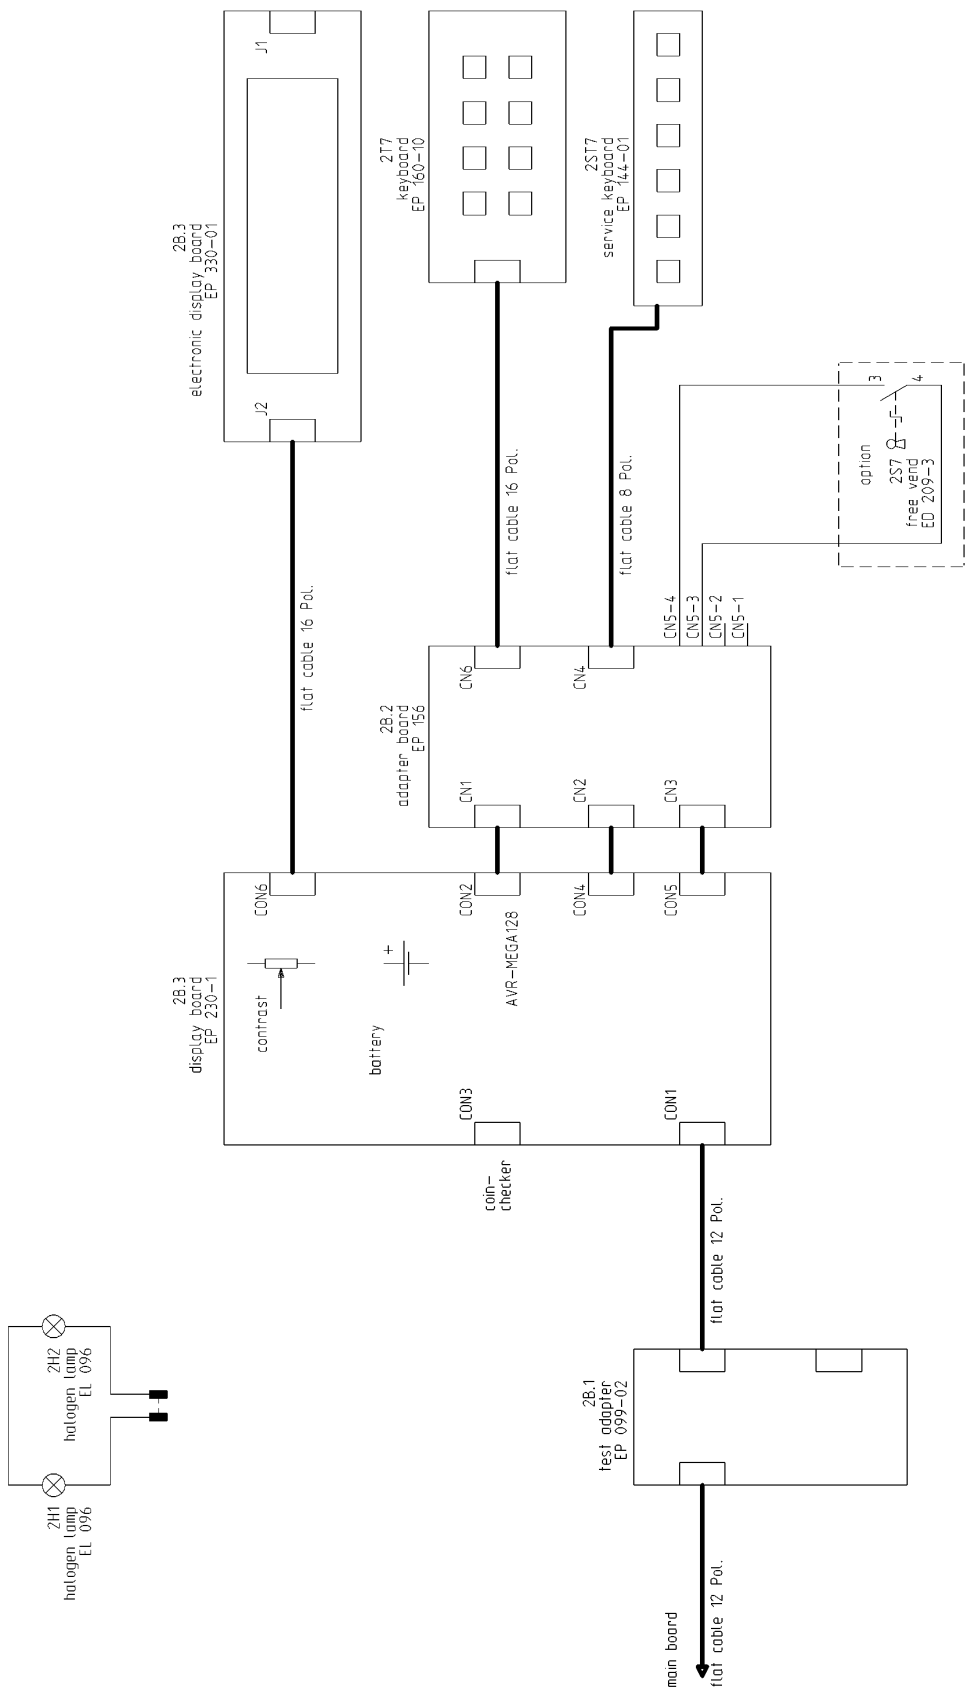 2H1
halogen lamp
EL 096
2H2
halogen lamp
EL 096
main board
flat cable 12 Pol.
2B.1
test adapter
EP 099-02
flat cable 12 Pol.
2B.3
display board
EP 230-1
contrast
battery
+
AVR-MEGA128
coin-
checker
CON3
CON1
CON6
CON2
CON4
CON5
flat cable 16 Pol.
2B.2
adapter board
EP 156
CN1
CN2
CN3
CN6
CN4
CN5-4
CN5-3
CN5-2
CN5-1
flat cable 16 Pol.
flat cable 8 Pol.
2B.3
electronic display board
EP 330-01
J2
J1
2T7
keyboard
EP 160-10
2ST7
service keyboard
EP 144-01
option
2S7
free vend
ED 209-3
3
4